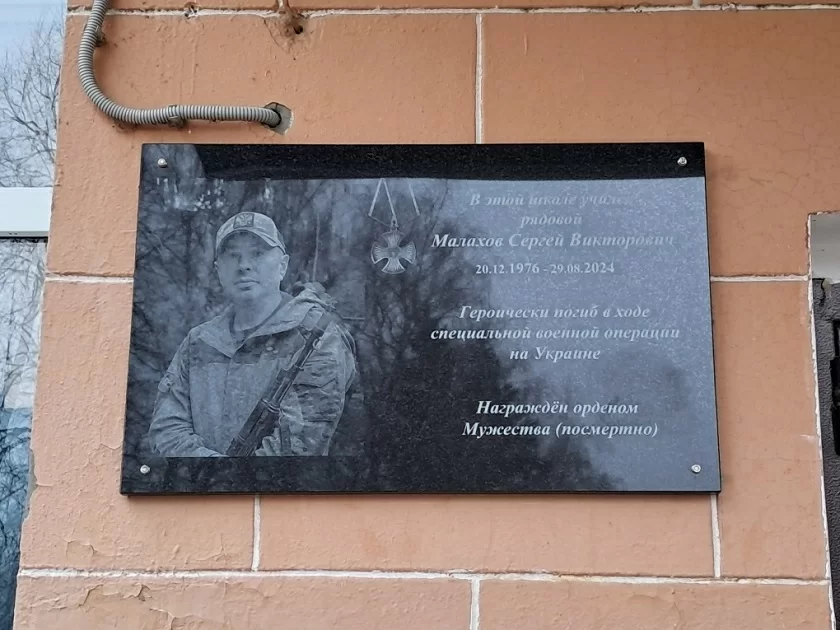 В этой школе учился
рядовой
Малахов Сергей Викторович
20.12.1976 - 29.08.2024
Героически погиб в ходе
специальной военной операции
на Украине
Награждён орденом
Мужества (посмертно)